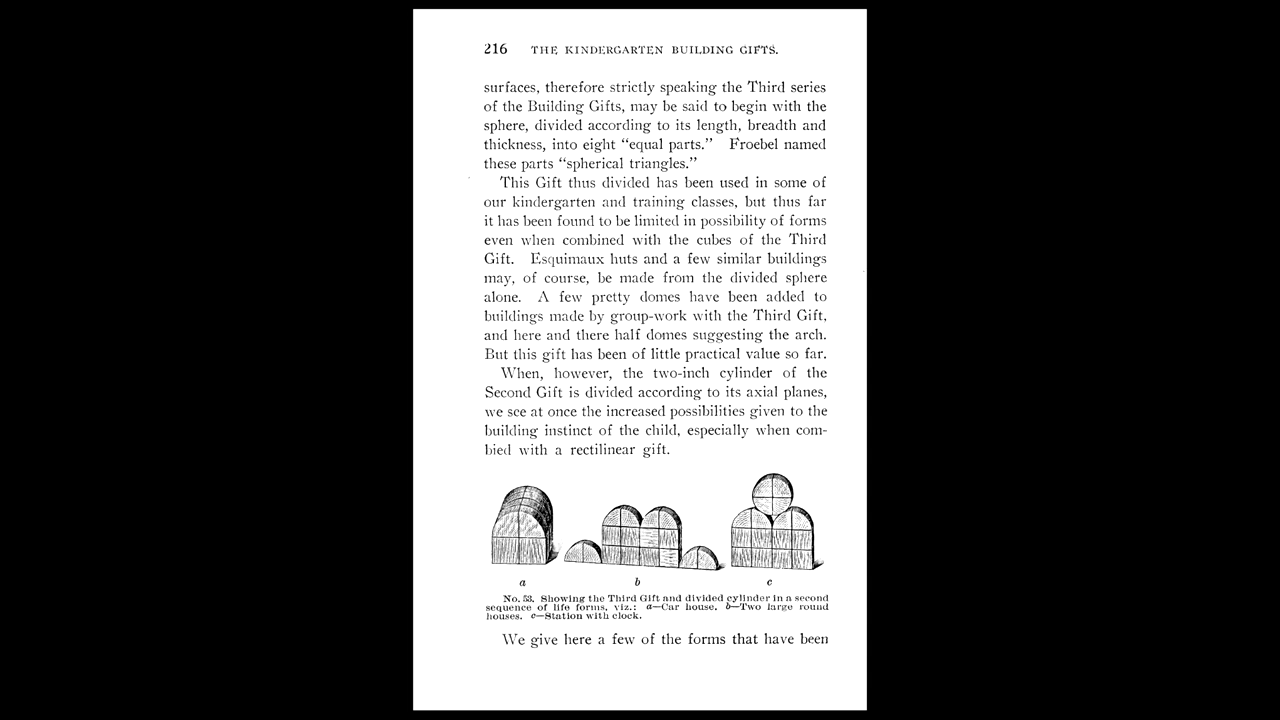 216 THE KINDERGARTEN BUILDING GIFTS.
surfaces, therefore strictly speaking the Third series
of the Building Gifts, may be said to begin with the
sphere, divided according to its length, breadth and
thickness, into eight “equal parts.” Froebel named
these parts “spherical triangles.”
This Gift thus divided has been used in some of
our kindergarten and training classes, but thus far
it has been found to be limited in possibility of forms
even when combined with the cubes of the Third
Gift. Esquimaux huts and a few similar buildings
may, of course, be made from the divided sphere
alone. A few pretty domes have been added to
buildings made by group-work with the Third Gift,
and here and there half domes suggesting the arch.
But this gift has been of little practical value so far.
When, however, the two-inch cylinder of the
Second Gift is divided according to its axial planes,
we see at once the increased possibilities given to the
building instinct of the child, especially when com-
bied with a rectilinear gift.
a b c
No. 53. Showing the Third Gift and divided cylinder in a second
sequence of life forms, viz.: a—Car house. b—Two large round
houses. c—Station with clock.
We give here a few of the forms that have been